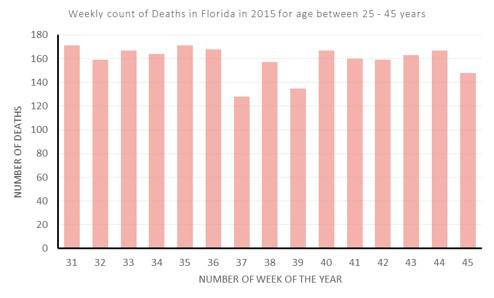 Weekly count of Deaths in Florida in 2015 for age between 25 - 45 years
180
160
140
120
100
80
60
40
20
0
NUMBER OF DEATHS
31 32 33 34 35 36 37 38 39 40 41 42 43 44 45
NUMBER OF WEEK OF THE YEAR